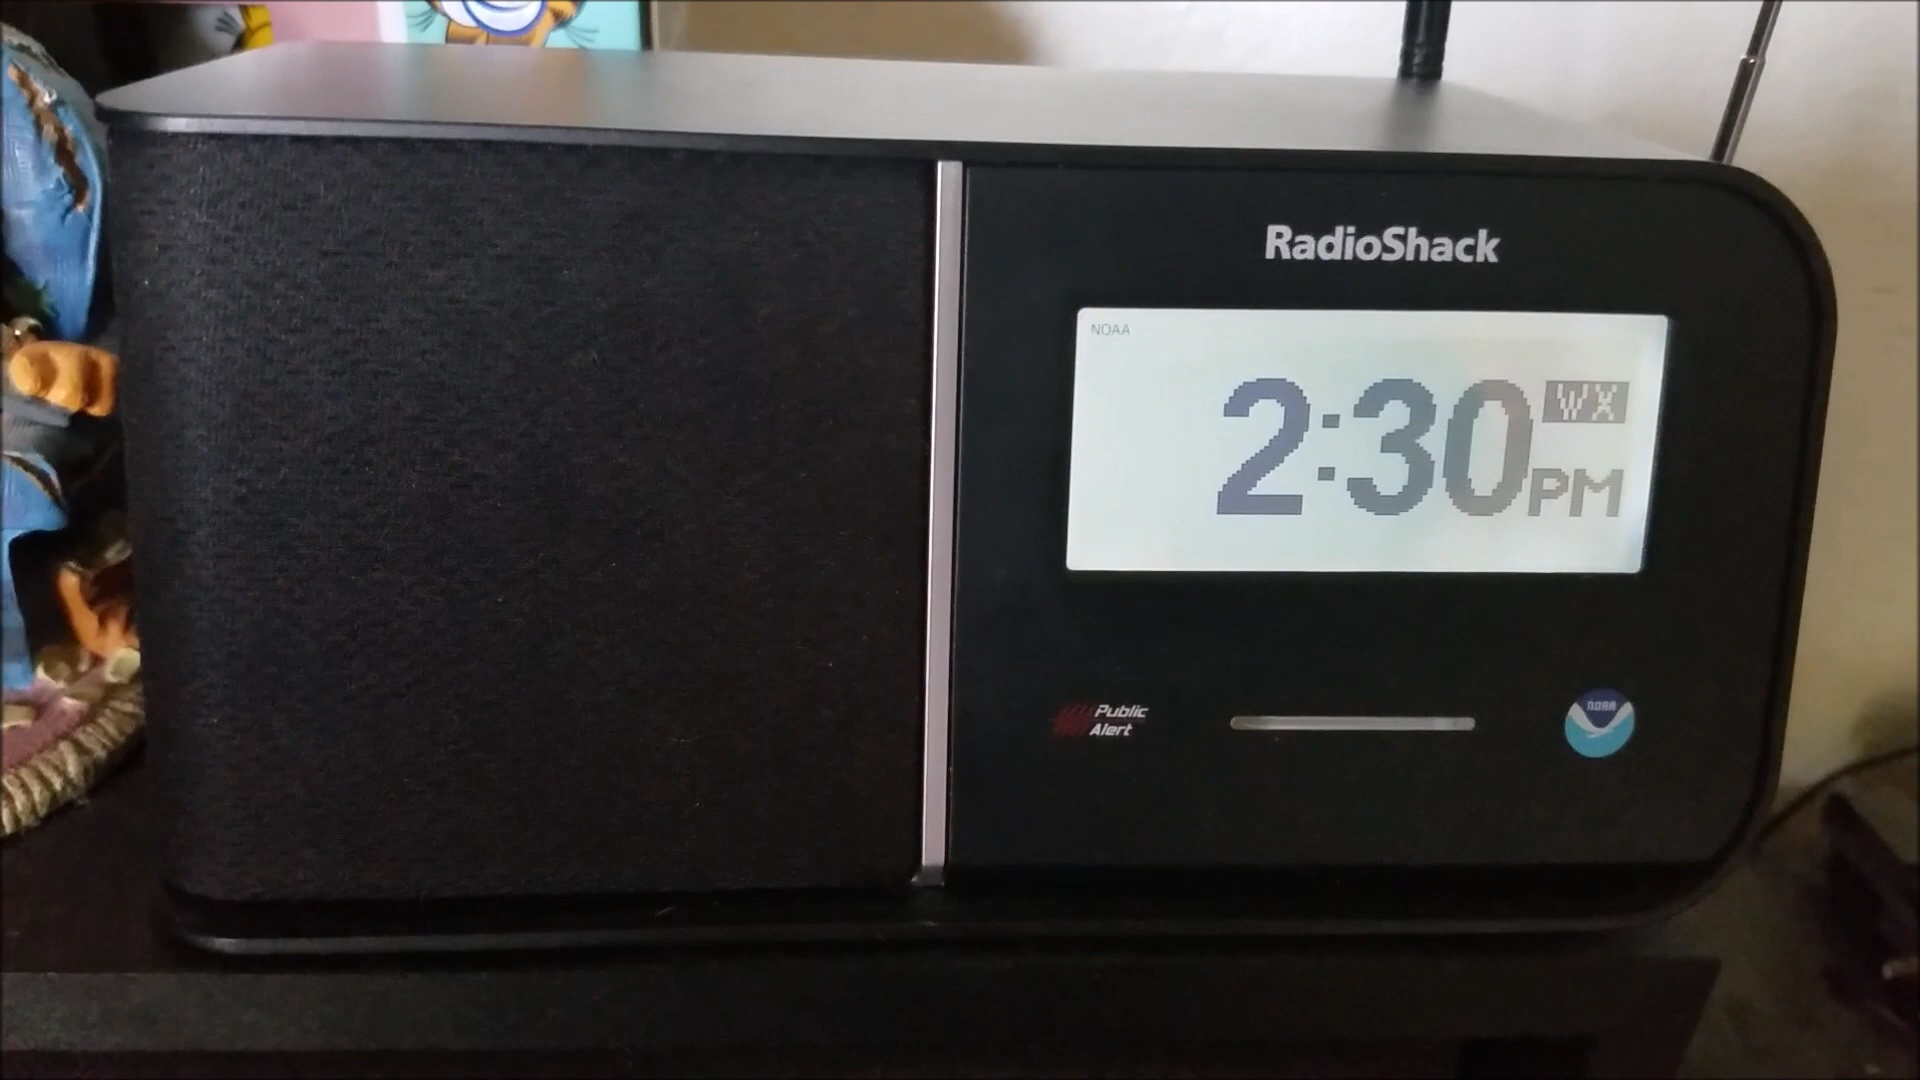 RadioShack
NOAA
2:30 WX
PM
Public
Alert
NOAA